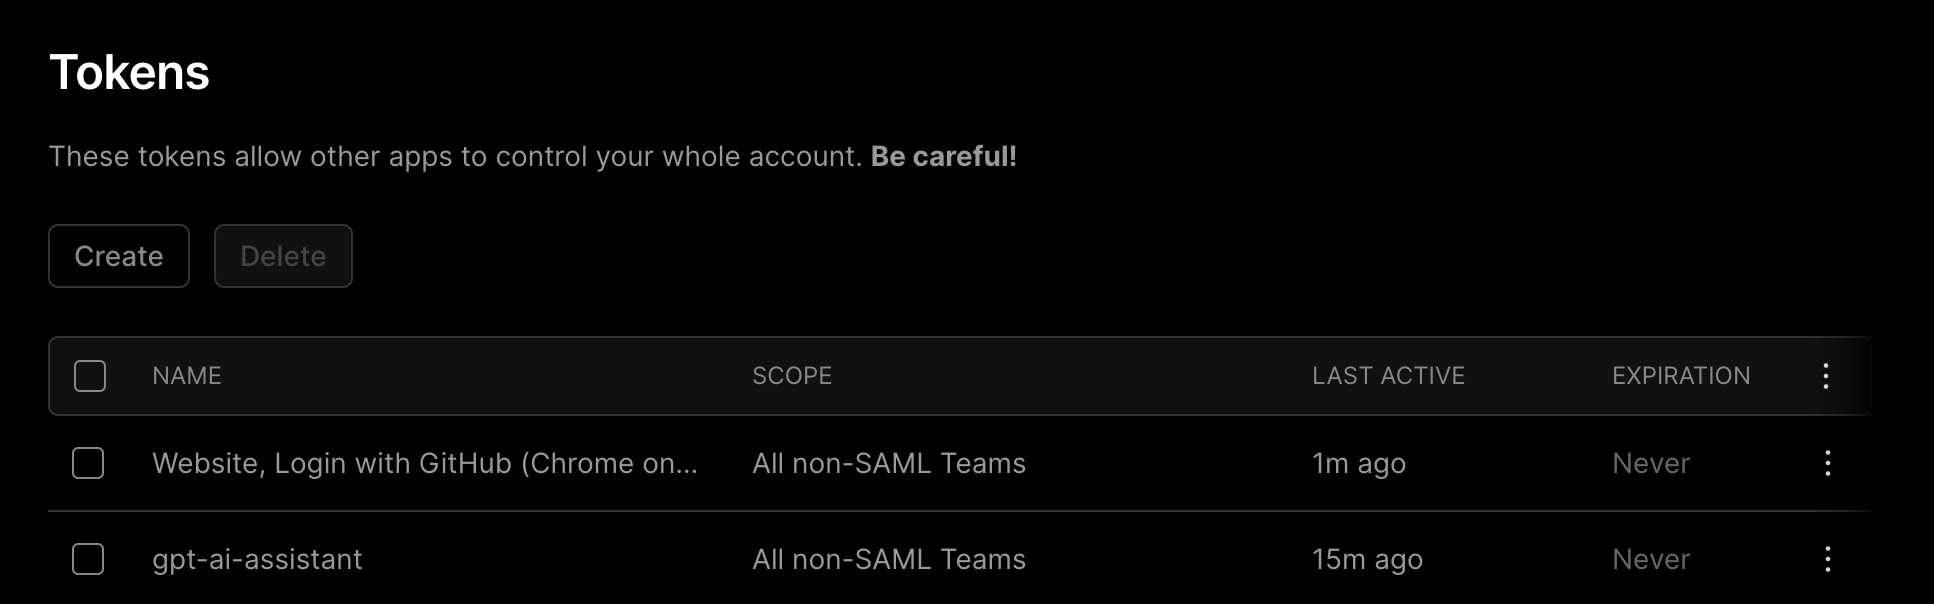 Tokens
These tokens allow other apps to control your whole account. Be careful!
Create Delete
NAME SCOPE LAST ACTIVE EXPIRATION
Website, Login with GitHub (Chrome on... All non-SAML Teams 1m ago Never
gpt-ai-assistant All non-SAML Teams 15m ago Never